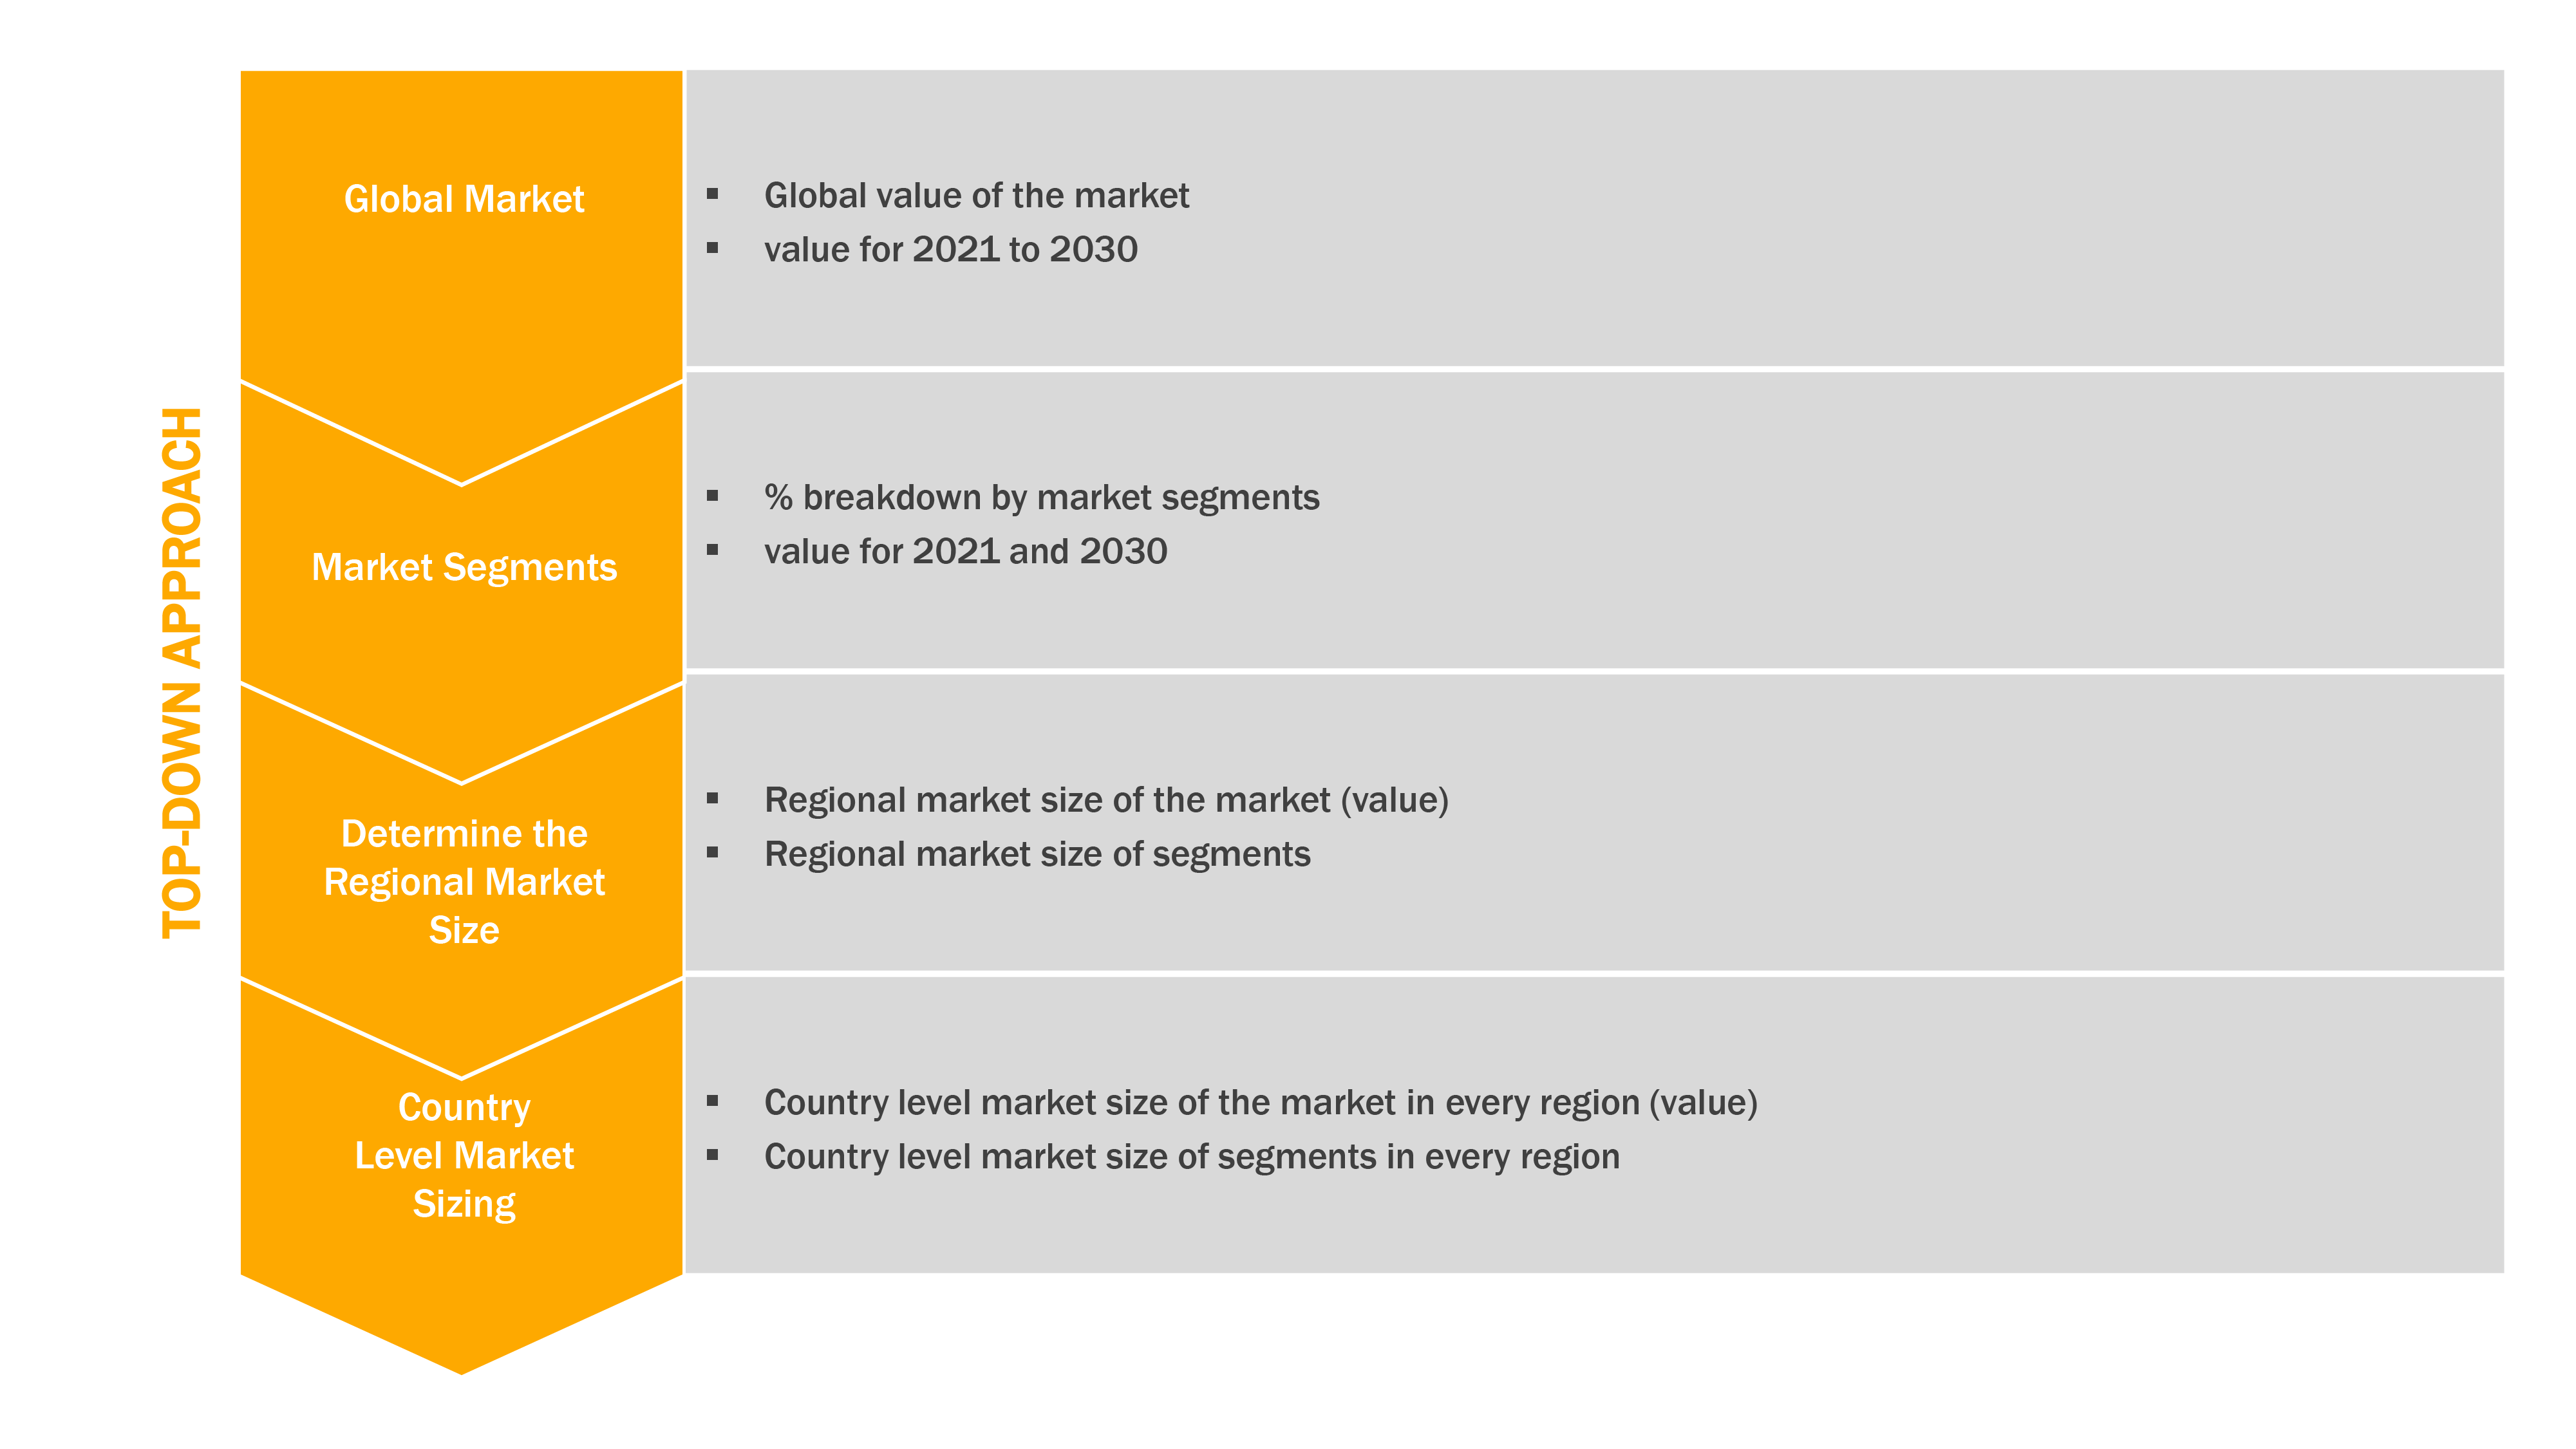 TOP-DOWN APPROACH
Global Market
▪ Global value of the market
▪ value for 2021 to 2030
Market Segments
▪ % breakdown by market segments
▪ value for 2021 and 2030
Determine the
Regional Market
Size
▪ Regional market size of the market (value)
▪ Regional market size of segments
Country
Level Market
Sizing
▪ Country level market size of the market in every region (value)
▪ Country level market size of segments in every region